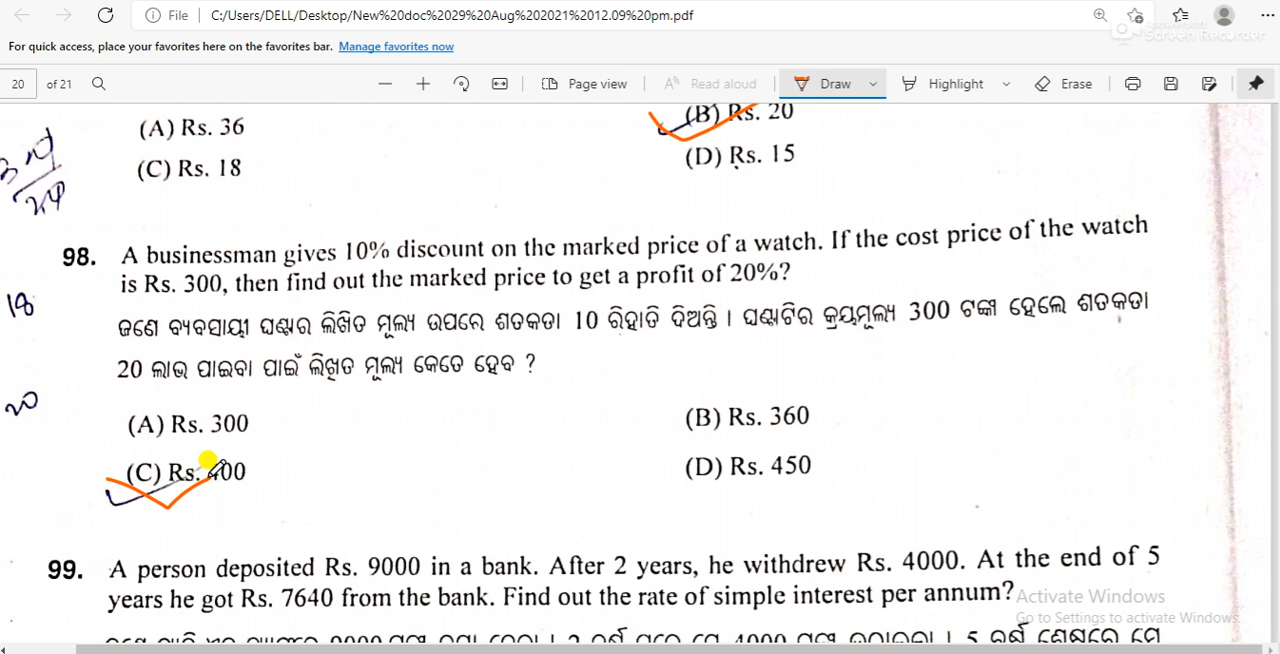 File C:/Users/DELL/Desktop/New%20doc%2029%20Aug%202021%2012.09%20pm.pdf
Screen Recorder
For quick access, place your favorites here on the favorites bar. Manage favorites now
20 of 21 Page view Read aloud Draw Highlight Erase
(A) Rs. 36 (B) Rs. 20
(C) Rs. 18 (D) Rs. 15
98. A businessman gives 10% discount on the marked price of a watch. If the cost price of the watch
is Rs. 300, then find out the marked price to get a profit of 20%?
18
ଜଣେ ବ୍ୟବସାୟୀ ଘଣ୍ଟାର ଲିଖିତ ମୂଲ୍ୟ ଉପରେ ଶତକଡା 10 ରିହାତି ଦିଅନ୍ତି । ଘଣ୍ଟାଟିର କ୍ରୟମୂଲ୍ୟ 300 ଟଙ୍କା ହେଲେ ଶତକଡା
20 ଲାଭ ପାଇବା ପାଇଁ ଲିଖିତ ମୂଲ୍ୟ କେତେ ହେବ ?
20
(A) Rs. 300 (B) Rs. 360
(C) Rs. 400 (D) Rs. 450
99. A person deposited Rs. 9000 in a bank. After 2 years, he withdrew Rs. 4000. At the end of 5
years he got Rs. 7640 from the bank. Find out the rate of simple interest per annum?
Activate Windows
Go to Settings to activate Windows.